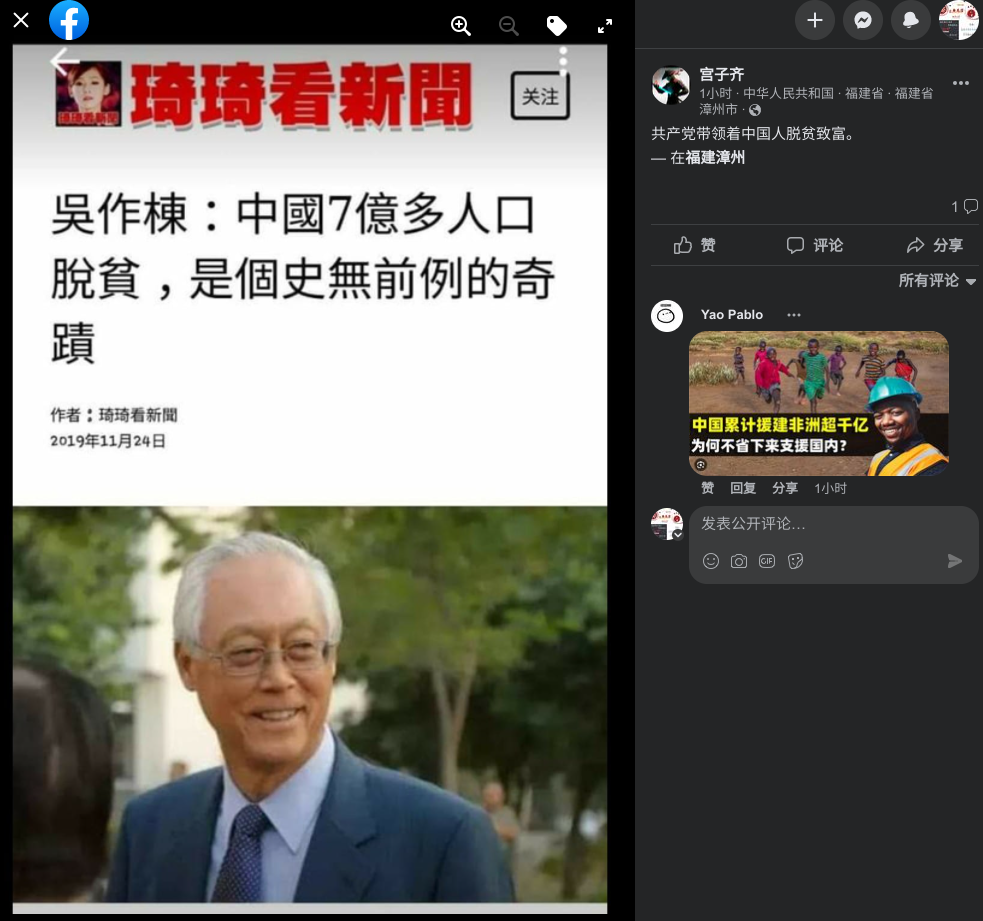 琦琦看新聞
关注
吳作棟：中國7億多人口
脫貧，是個史無前例的奇
蹟
作者：琦琦看新聞
2019年11月24日
宫子齐
1小时 · 中华人民共和国 · 福建省 · 福建省
漳州市 ·
共产党带领着中国人脱贫致富。
— 在福建漳州
1
赞
评论
分享
所有评论
Yao Pablo
中国累计援建非洲超千亿
为何不省下来支援国内?
赞 回复 分享 1小时
发表公开评论…
GIF